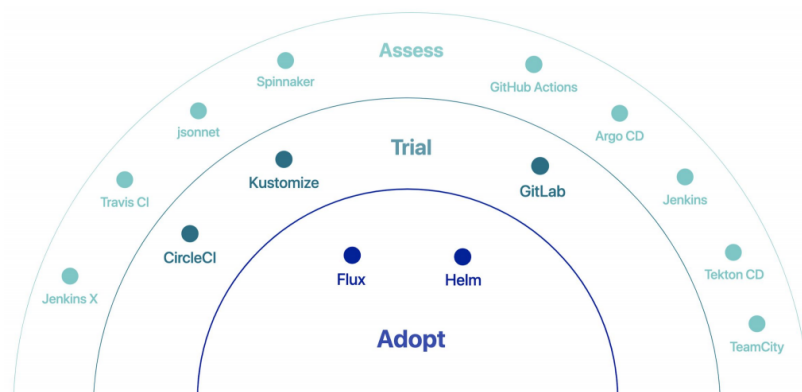 Assess
Spinnaker
GitHub Actions
jsonnet
Argo CD
Trial
Kustomize
GitLab
Travis CI
Jenkins
CircleCI
Flux
Helm
Tekton CD
Jenkins X
Adopt
TeamCity